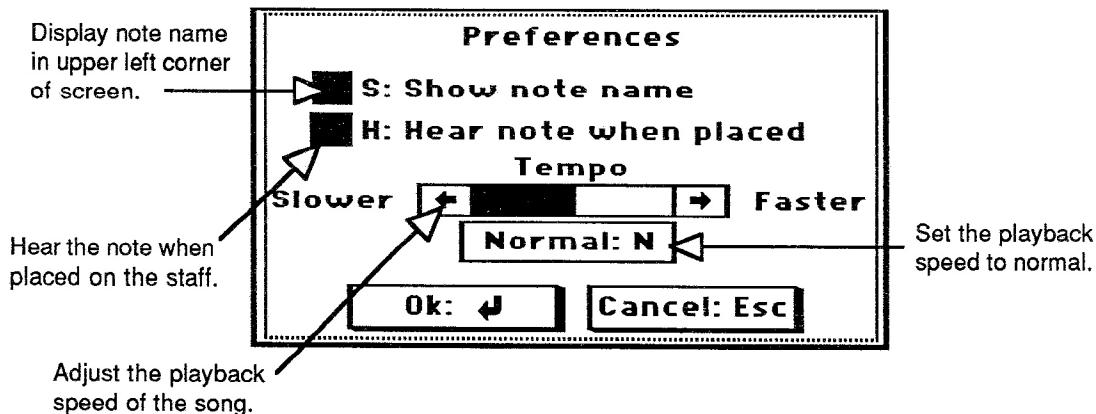 Display note name
in upper left corner
of screen.
Preferences
S: Show note name
H: Hear note when placed
Tempo
Slower ← → Faster
Normal: N
Hear the note when
placed on the staff.
Set the playback
speed to normal.
Ok: ↲ Cancel: Esc
Adjust the playback
speed of the song.